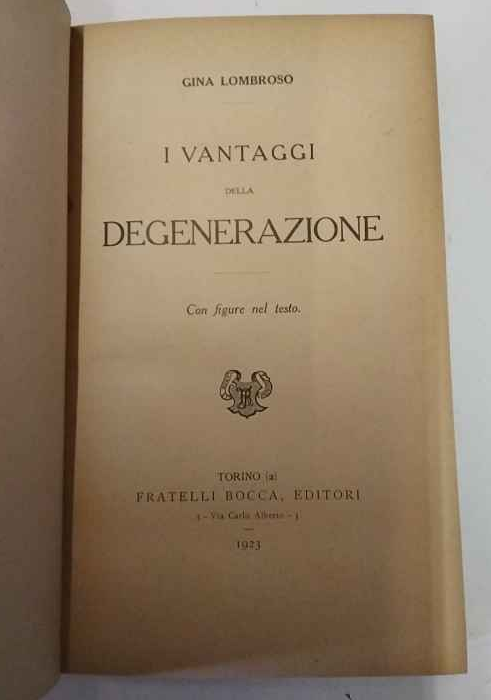 GINA LOMBROSO
I VANTAGGI
DELLA
DEGENERAZIONE
Con figure nel testo.
TORINO (2)
FRATELLI BOCCA, EDITORI
3 - Via Carlo Alberto - 3
1923